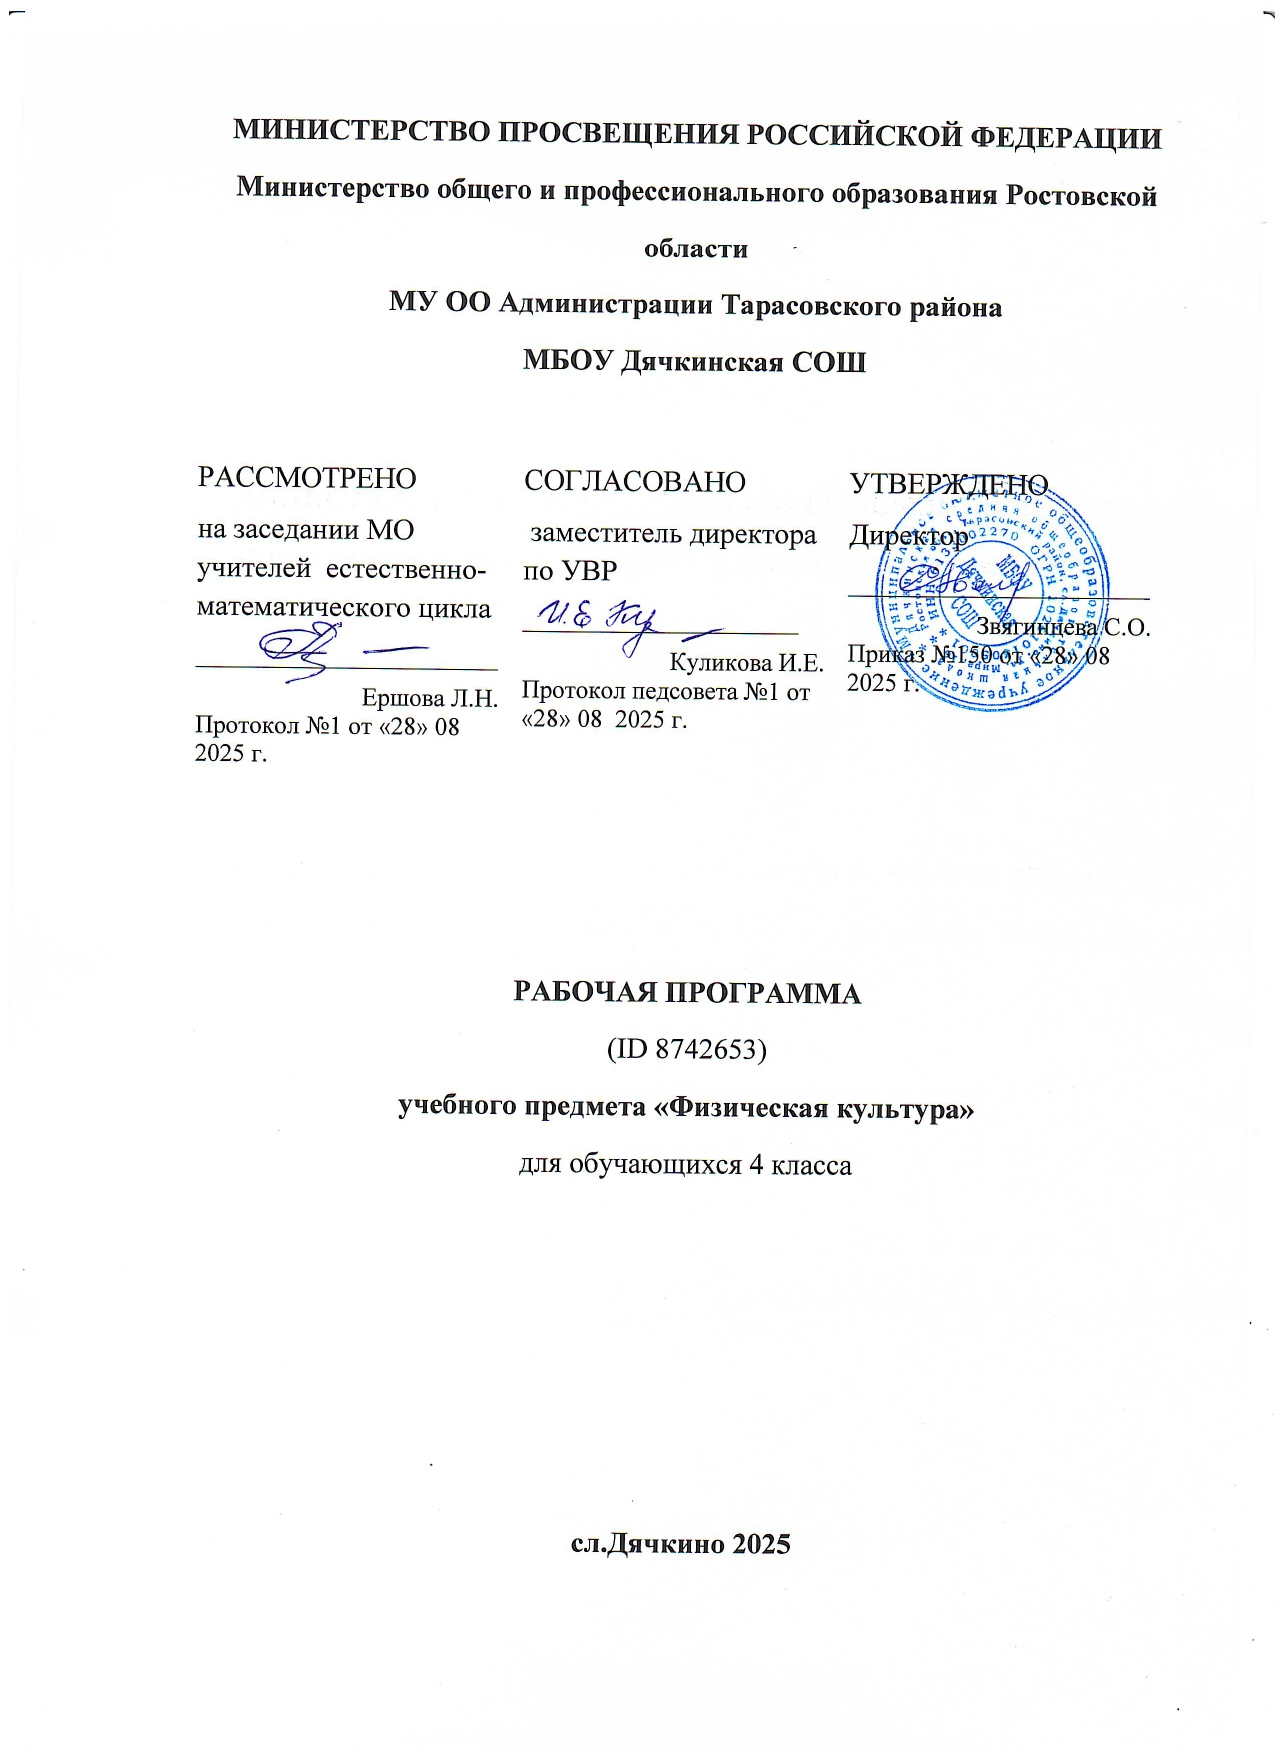 МИНИСТЕРСТВО ПРОСВЕЩЕНИЯ РОССИЙСКОЙ ФЕДЕРАЦИИ
Министерство общего и профессионального образования Ростовской
области
МУ ОО Администрации Тарасовского района
МБОУ Дячкинская СОШ
РАССМОТРЕНО
на заседании МО
учителей естественно-
математического цикла
Ершова Л.Н.
Протокол №1 от «28» 08
2025 г.
СОГЛАСОВАНО
заместитель директора
по УВР
Куликова И.Е.
Протокол педсовета №1 от
«28» 08 2025 г.
УТВЕРЖДЕНО
Директор
Звягинцева С.О.
Приказ №150 от «28» 08
2025 г.
МБОУ
Дячкинская
СОШ
РАБОЧАЯ ПРОГРАММА
(ID 8742653)
учебного предмета «Физическая культура»
для обучающихся 4 класса
сл.Дячкино 2025